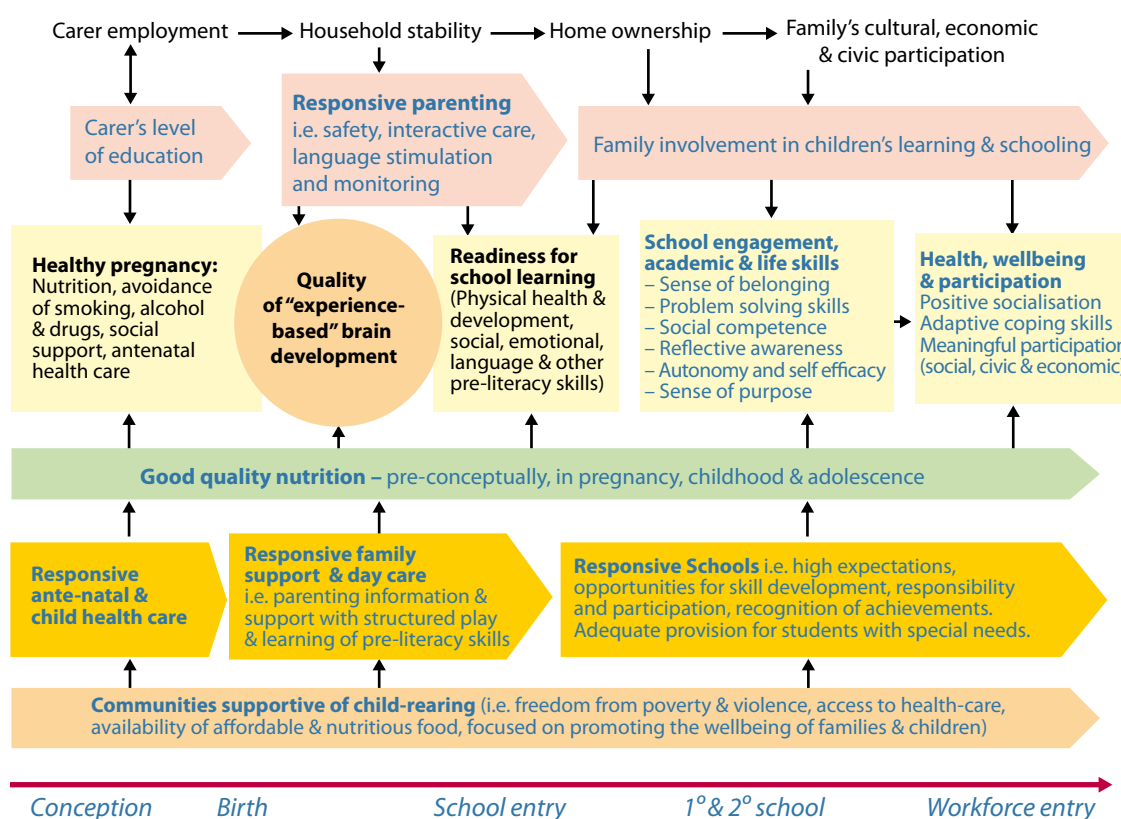 Carer employment
Household stability
Home ownership
Family's cultural, economic
& civic participation
Carer's level
of education
Responsive parenting
i.e. safety, interactive care,
language stimulation
and monitoring
Family involvement in children's learning & schooling
Healthy pregnancy:
Nutrition, avoidance
of smoking, alcohol
& drugs, social
support, antenatal
health care
Quality
of "experience-
based" brain
development
Readiness for
school learning
(Physical health &
development,
social, emotional,
language & other
pre-literacy skills)
School engagement,
academic & life skills
– Sense of belonging
– Problem solving skills
– Social competence
– Reflective awareness
– Autonomy and self efficacy
– Sense of purpose
Health, wellbeing
& participation
Positive socialisation
Adaptive coping skills
Meaningful participation
(social, civic & economic)
Good quality nutrition – pre-conceptually, in pregnancy, childhood & adolescence
Responsive
ante-natal &
child health care
Responsive family
support & day care
i.e. parenting information &
support with structured play
& learning of pre-literacy skills
Responsive Schools i.e. high expectations,
opportunities for skill development, responsibility
and participation, recognition of achievements.
Adequate provision for students with special needs.
Communities supportive of child-rearing (i.e. freedom from poverty & violence, access to health-care,
availability of affordable & nutritious food, focused on promoting the wellbeing of families & children)
Conception
Birth
School entry
1° & 2° school
Workforce entry